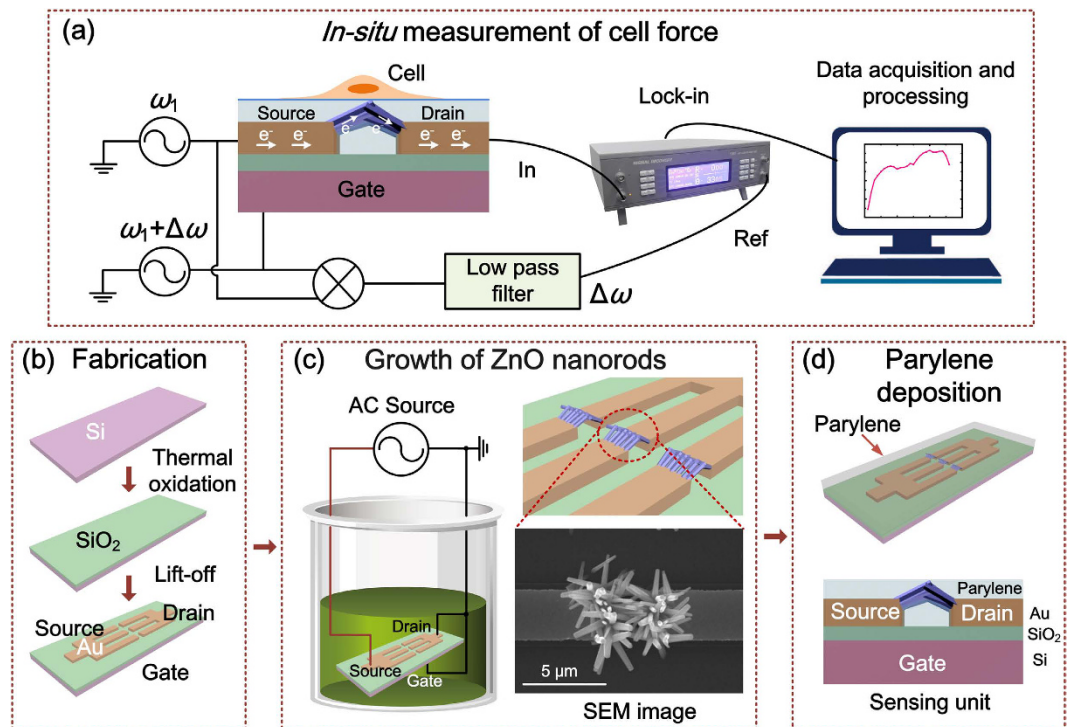 (a)
In-situ measurement of cell force
Cell
ω₁
Source
Drain
e⁻ e⁻ e⁻ e⁻ e⁻ e⁻
Gate
In
Lock-in
Data acquisition and
processing
ω₁+Δω
Low pass
filter
Δω
Ref
(b) Fabrication
Si
Thermal
oxidation
SiO₂
Lift-off
Drain
Source
Au
Gate
(c) Growth of ZnO nanorods
AC Source
Drain
Source
Gate
5 μm
SEM image
(d) Parylene
deposition
Parylene
Parylene
Source
Drain
Au
SiO₂
Gate
Si
Sensing unit